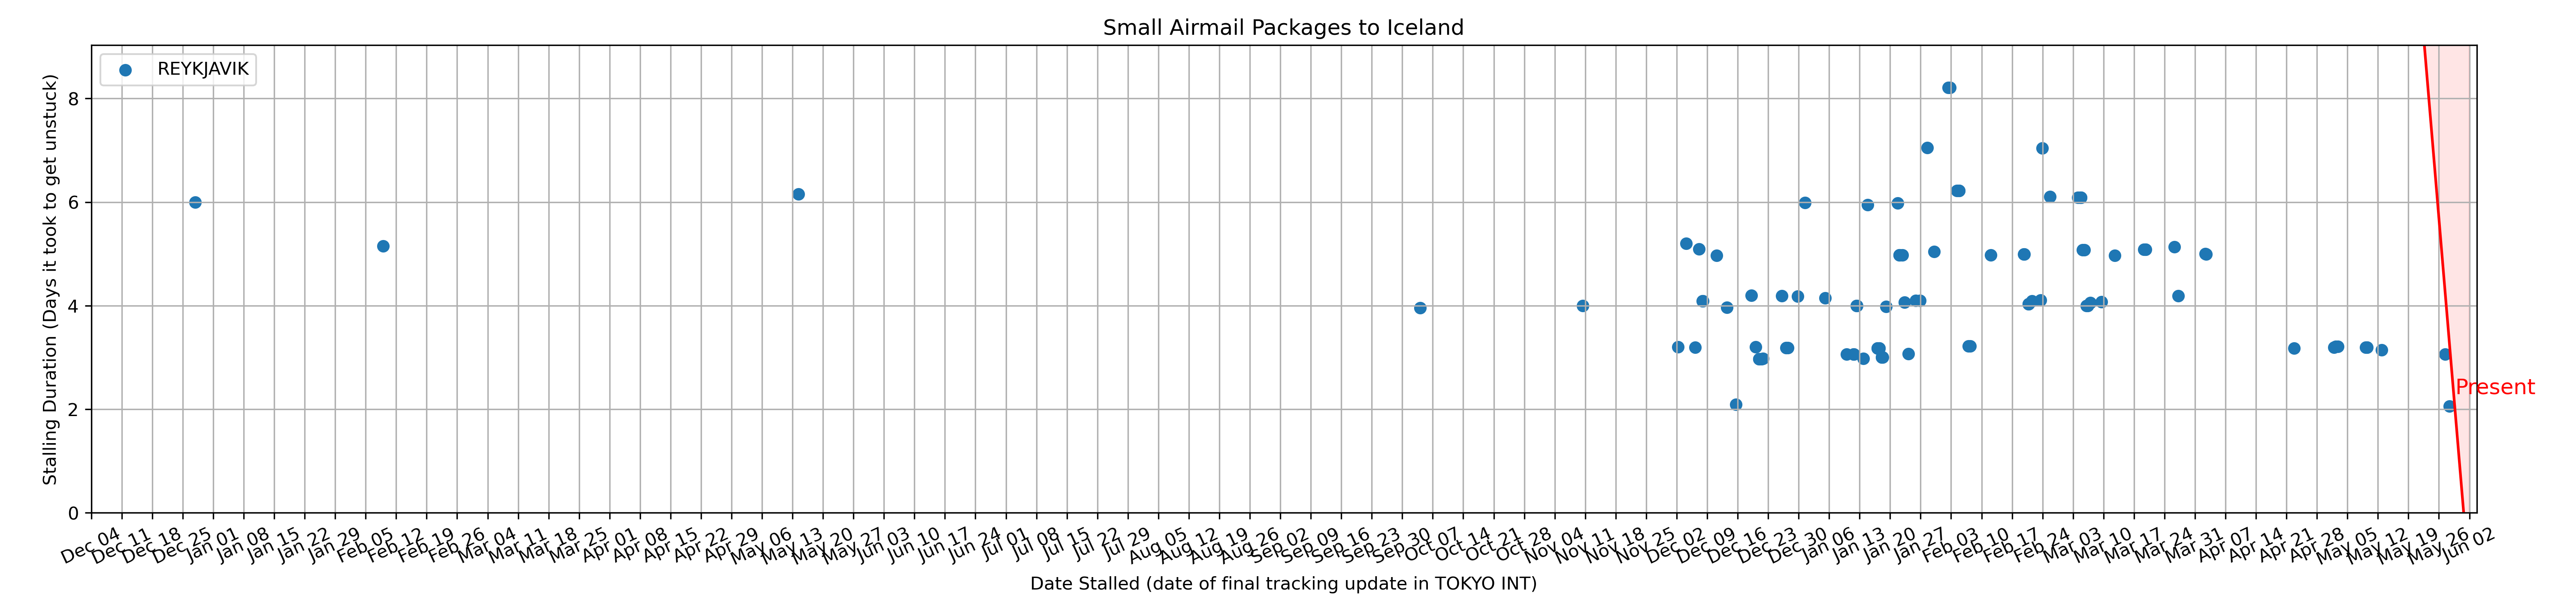 Small Airmail Packages to Iceland
REYKJAVIK
Stalling Duration (Days it took to get unstuck)
8
6
4
2
0
Present
Dec 04
Dec 11
Dec 18
Dec 25
Jan 01
Jan 08
Jan 15
Jan 22
Jan 29
Feb 05
Feb 12
Feb 19
Feb 26
Mar 04
Mar 11
Mar 18
Mar 25
Apr 01
Apr 08
Apr 15
Apr 22
Apr 29
May 06
May 13
May 20
May 27
Jun 03
Jun 10
Jun 17
Jun 24
Jul 01
Jul 08
Jul 15
Jul 22
Jul 29
Aug 05
Aug 12
Aug 19
Aug 26
Sep 02
Sep 09
Sep 16
Sep 23
Sep 30
Oct 07
Oct 14
Oct 21
Oct 28
Nov 04
Nov 11
Nov 18
Nov 25
Dec 02
Dec 09
Dec 16
Dec 23
Dec 30
Jan 06
Jan 13
Jan 20
Jan 27
Feb 03
Feb 10
Feb 17
Feb 24
Mar 03
Mar 10
Mar 17
Mar 24
Mar 31
Apr 07
Apr 14
Apr 21
Apr 28
May 05
May 12
May 19
May 26
Jun 02
Date Stalled (date of final tracking update in TOKYO INT)